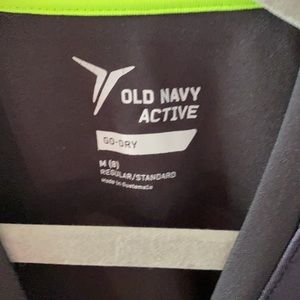 OLD NAVY
ACTIVE
GO-DRY
M (8)
REGULAR/STANDARD
Made in Guatemala